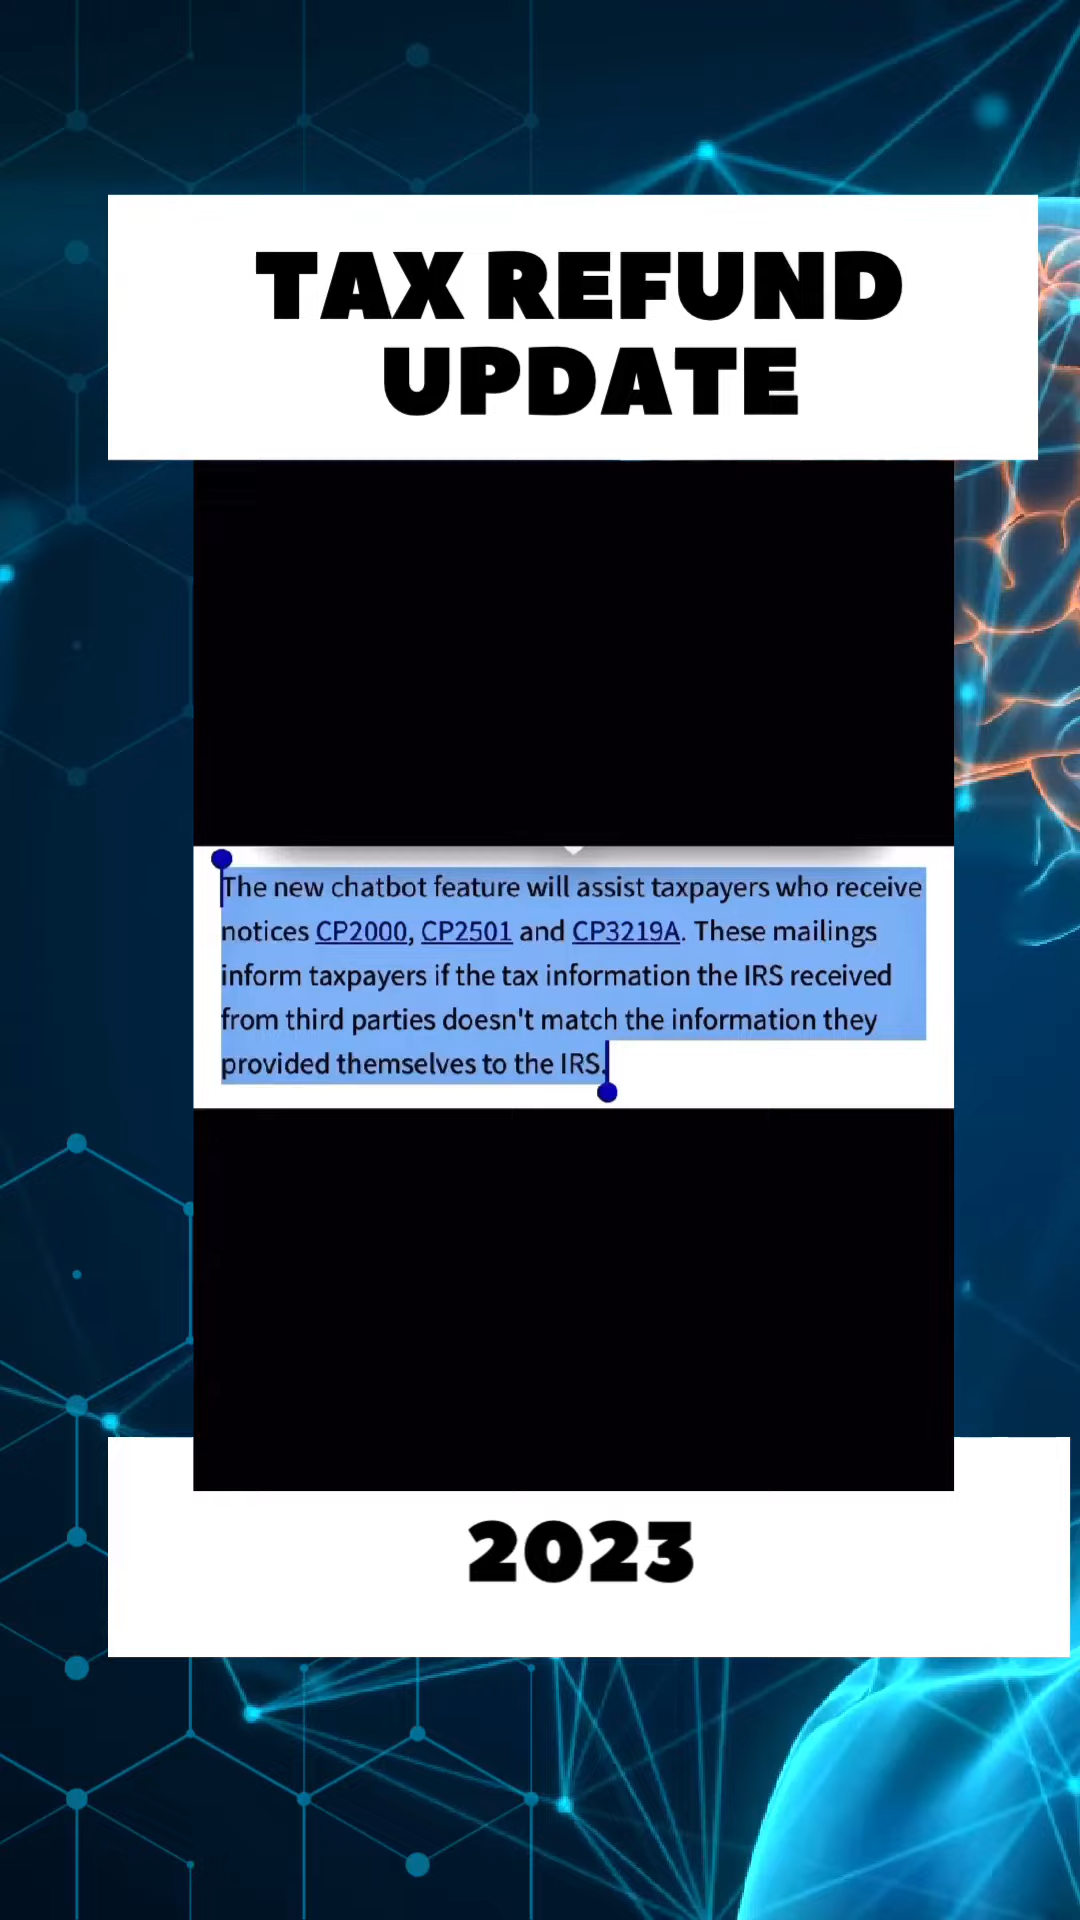 TAX REFUND
UPDATE
The new chatbot feature will assist taxpayers who receive
notices CP2000, CP2501 and CP3219A. These mailings
inform taxpayers if the tax information the IRS received
from third parties doesn't match the information they
provided themselves to the IRS.
2023